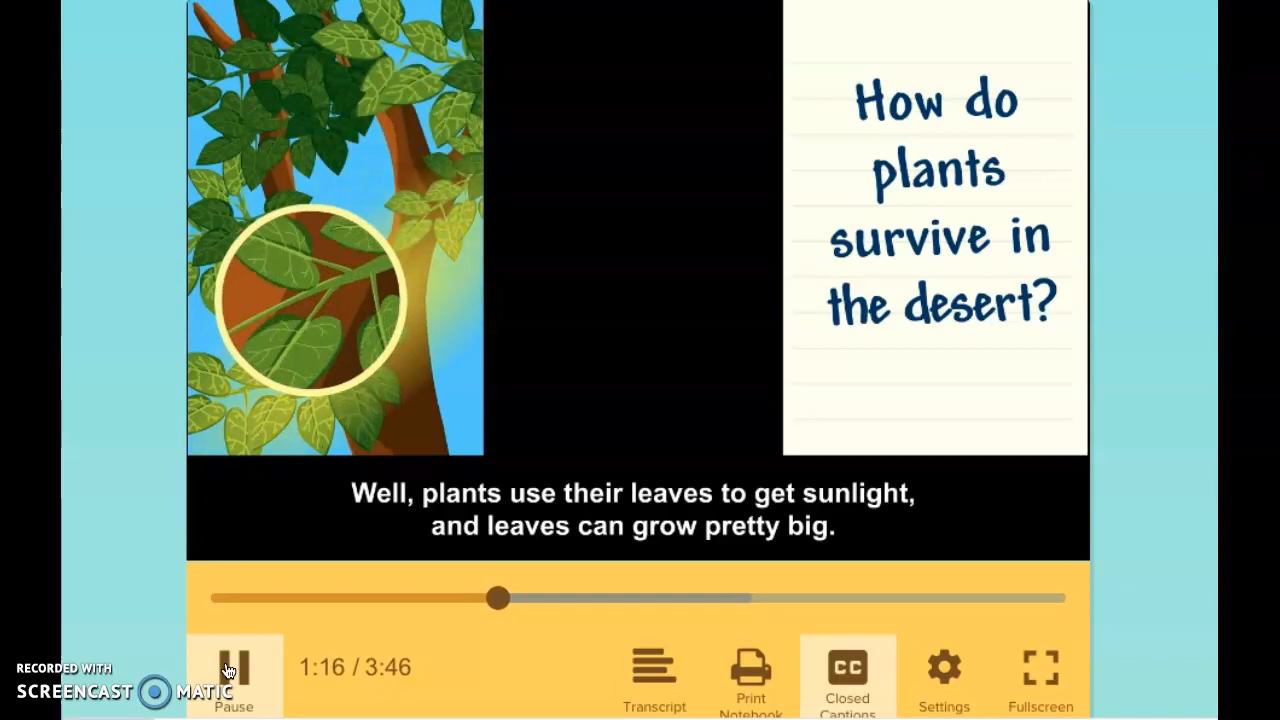 How do
plants
survive in
the desert?
Well, plants use their leaves to get sunlight,
and leaves can grow pretty big.
1:16 / 3:46
Pause
Transcript
Print
Notebook
CC
Closed
Captions
Settings
Fullscreen
RECORDED WITH
SCREENCAST MATIC